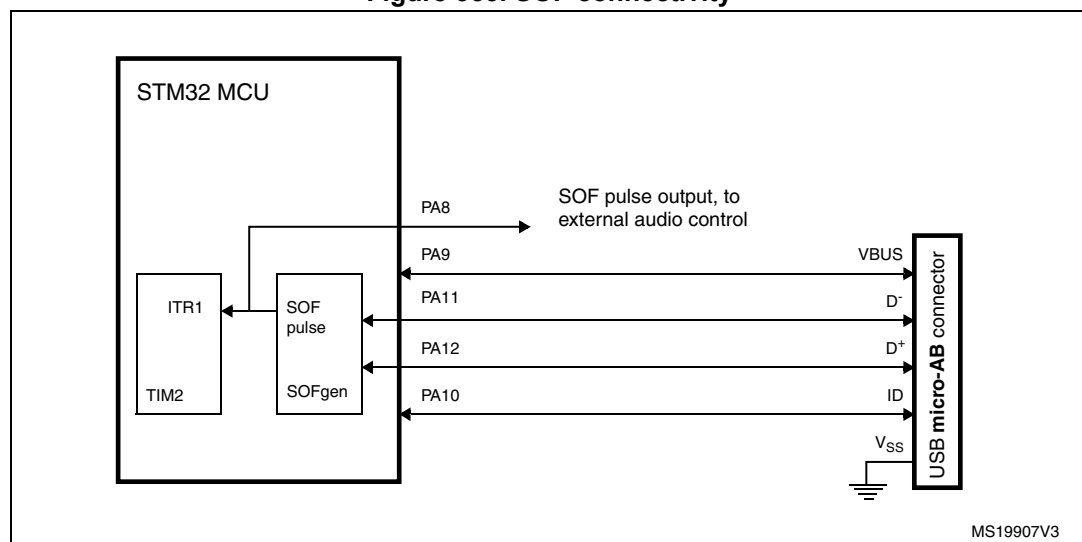 Figure SOF connectivity
STM32 MCU
SOF pulse output, to
external audio control
PA8
PA9
VBUS
PA11
D-
ITR1
SOF
pulse
PA12
D+
TIM2
SOFgen
PA10
ID
VSS
USB micro-AB connector
MS19907V3